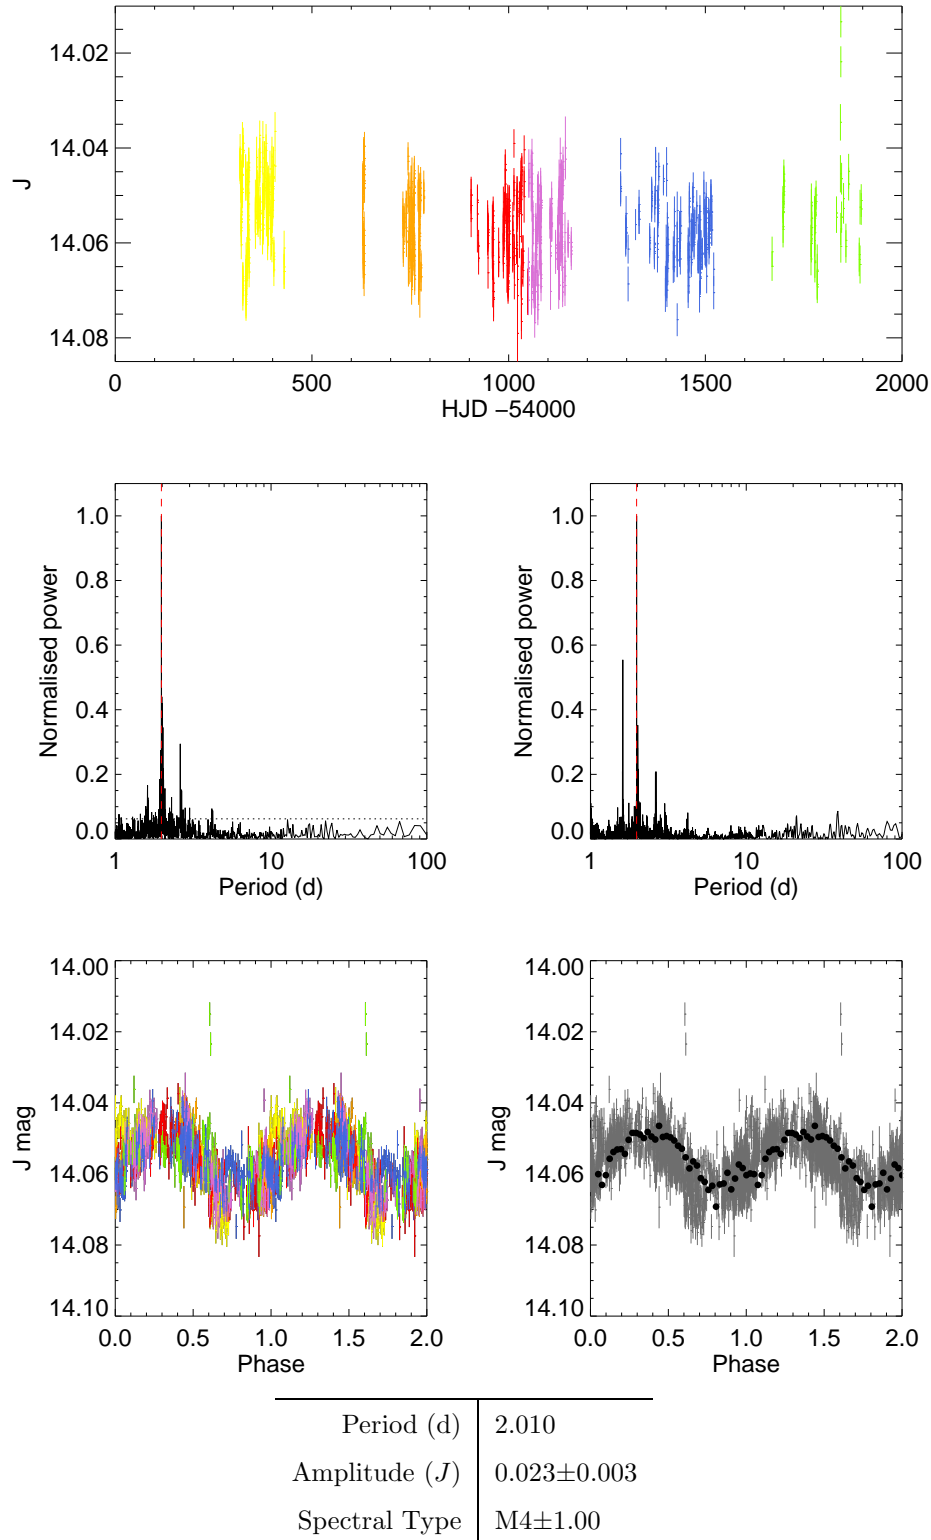 14.02
14.04
14.06
14.08
J
0 500 1000 1500 2000
HJD −54000
1.0
0.8
0.6
0.4
0.2
0.0
Normalised power
1 10 100
Period (d)
1.0
0.8
0.6
0.4
0.2
0.0
Normalised power
1 10 100
Period (d)
14.00
14.02
14.04
14.06
14.08
14.10
J mag
0.0 0.5 1.0 1.5 2.0
Phase
14.00
14.02
14.04
14.06
14.08
14.10
J mag
0.0 0.5 1.0 1.5 2.0
Phase
Period (d) 2.010
Amplitude (J) 0.023±0.003
Spectral Type M4±1.00